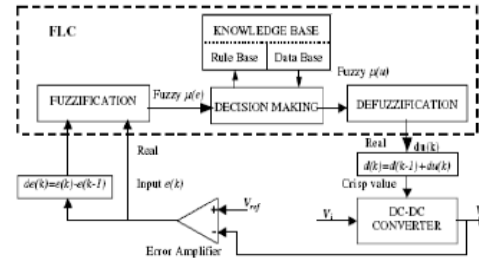 FLC
KNOWLEDGE BASE
Rule Base
Data Base
Fuzzy μ(e)
Fuzzy μ(u)
FUZZIFICATION
DECISION MAKING
DEFUZZIFICATION
Real
Real
du(k)
de(k)=e(k)-e(k-1)
d(k)=d(k-1)+du(k)
Input e(k)
Crisp value
+
Vref
-
Vi
DC-DC
CONVERTER
Error Amplifier